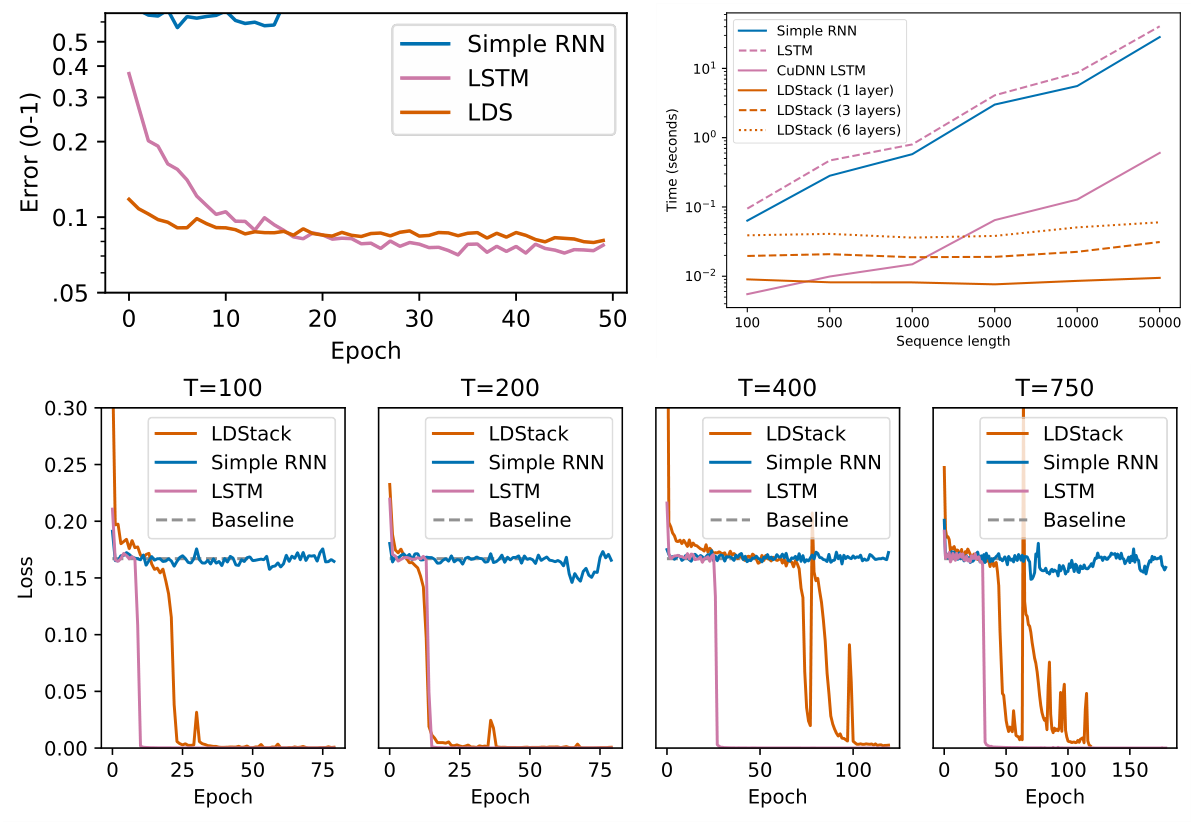 0.5
0.4
0.3
0.2
0.1
.05
Error (0-1)
0 10 20 30 40 50
Epoch
Simple RNN
LSTM
LDS
10¹
10⁰
10⁻¹
10⁻²
Time (seconds)
100 500 1000 5000 10000 50000
Sequence length
Simple RNN
LSTM
CuDNN LSTM
LDStack (1 layer)
LDStack (3 layers)
LDStack (6 layers)
T=100
0.30
0.25
0.20
0.15
0.10
0.05
0.00
Loss
LDStack
Simple RNN
LSTM
Baseline
0 25 50 75
Epoch
T=200
LDStack
Simple RNN
LSTM
Baseline
0 25 50 75
Epoch
T=400
LDStack
Simple RNN
LSTM
Baseline
0 50 100
Epoch
T=750
LDStack
Simple RNN
LSTM
Baseline
0 50 100 150
Epoch